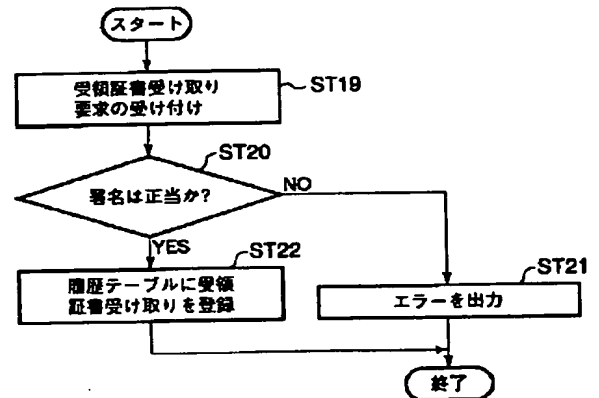 スタート
受領証書受け取り
要求の受け付け
ST19
ST20
署名は正当か?
NO
YES
ST22
履歴テーブルに受領
証書受け取りを登録
ST21
エラーを出力
終了